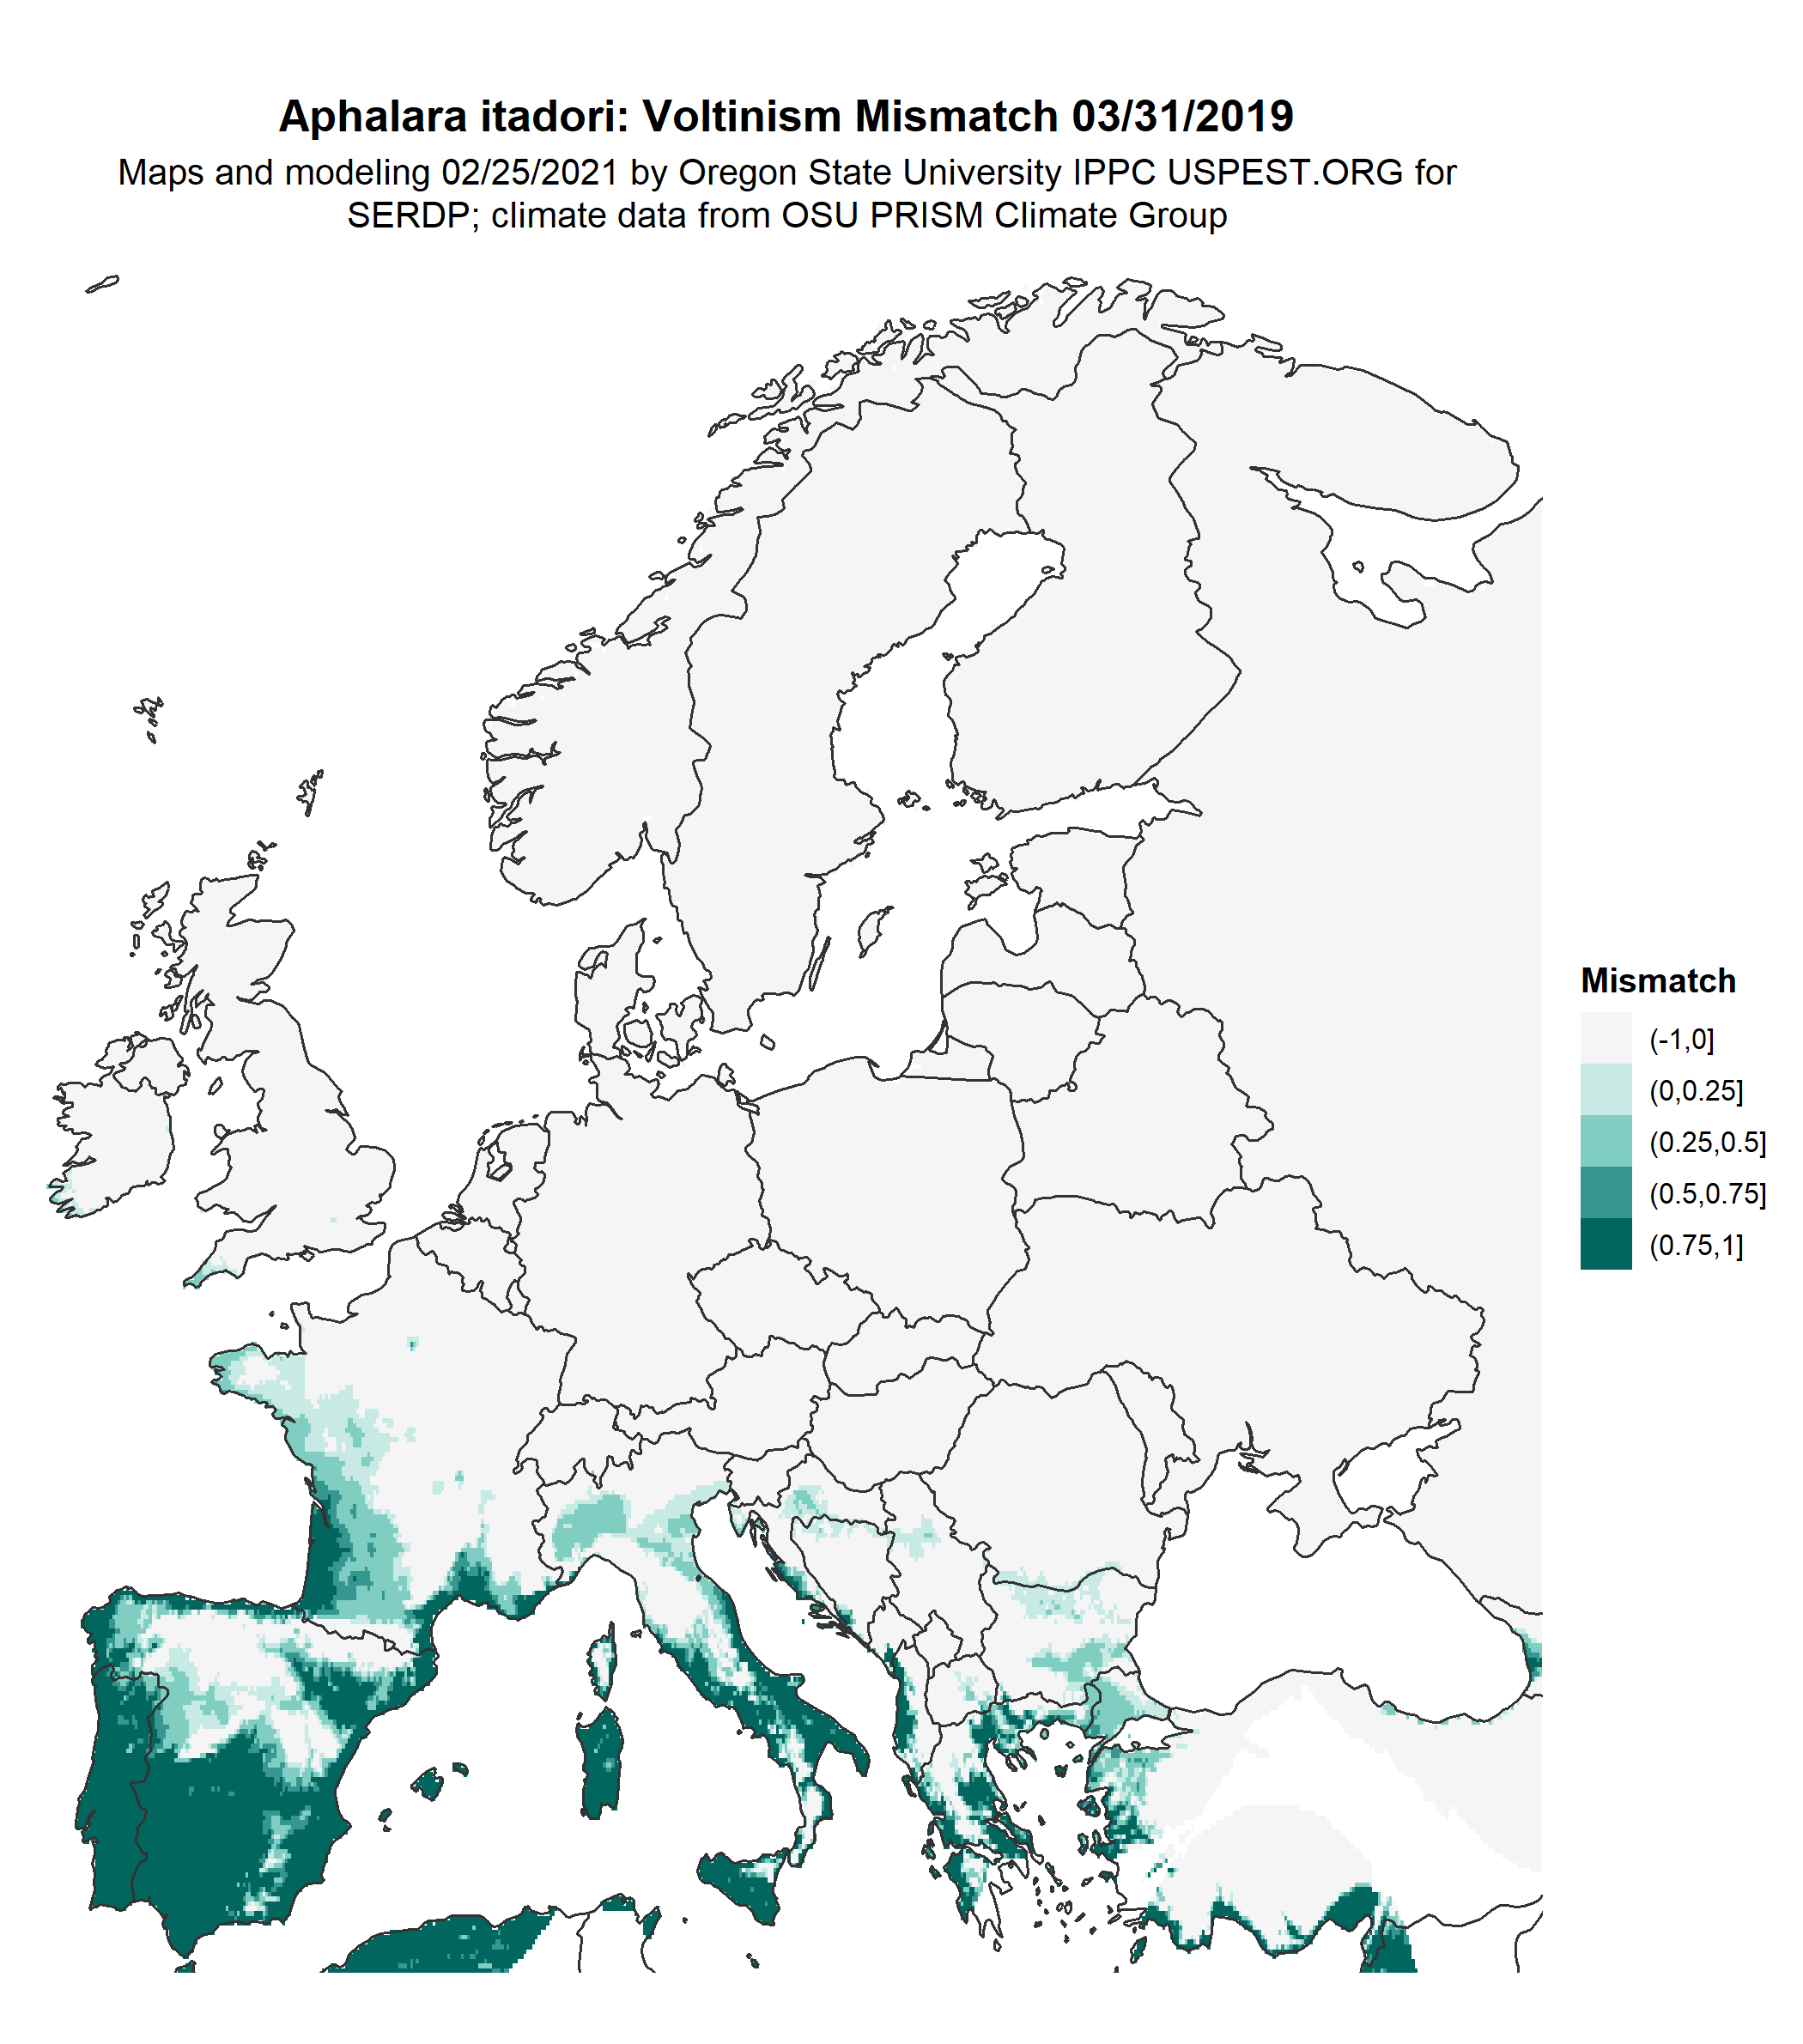 Aphalara itadori: Voltinism Mismatch 03/31/2019
Maps and modeling 02/25/2021 by Oregon State University IPPC USPEST.ORG for
SERDP; climate data from OSU PRISM Climate Group
Mismatch
(-1,0]
(0,0.25]
(0.25,0.5]
(0.5,0.75]
(0.75,1]